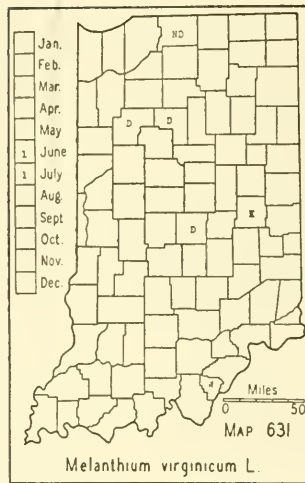 Jan.
Feb.
Mar.
Apr.
May
1 June
1 July
Aug.
Sept
Oct.
Nov.
Dec.
ND
D D
K
D
Miles
0 50
MAP 631
Melanthium virginicum L.